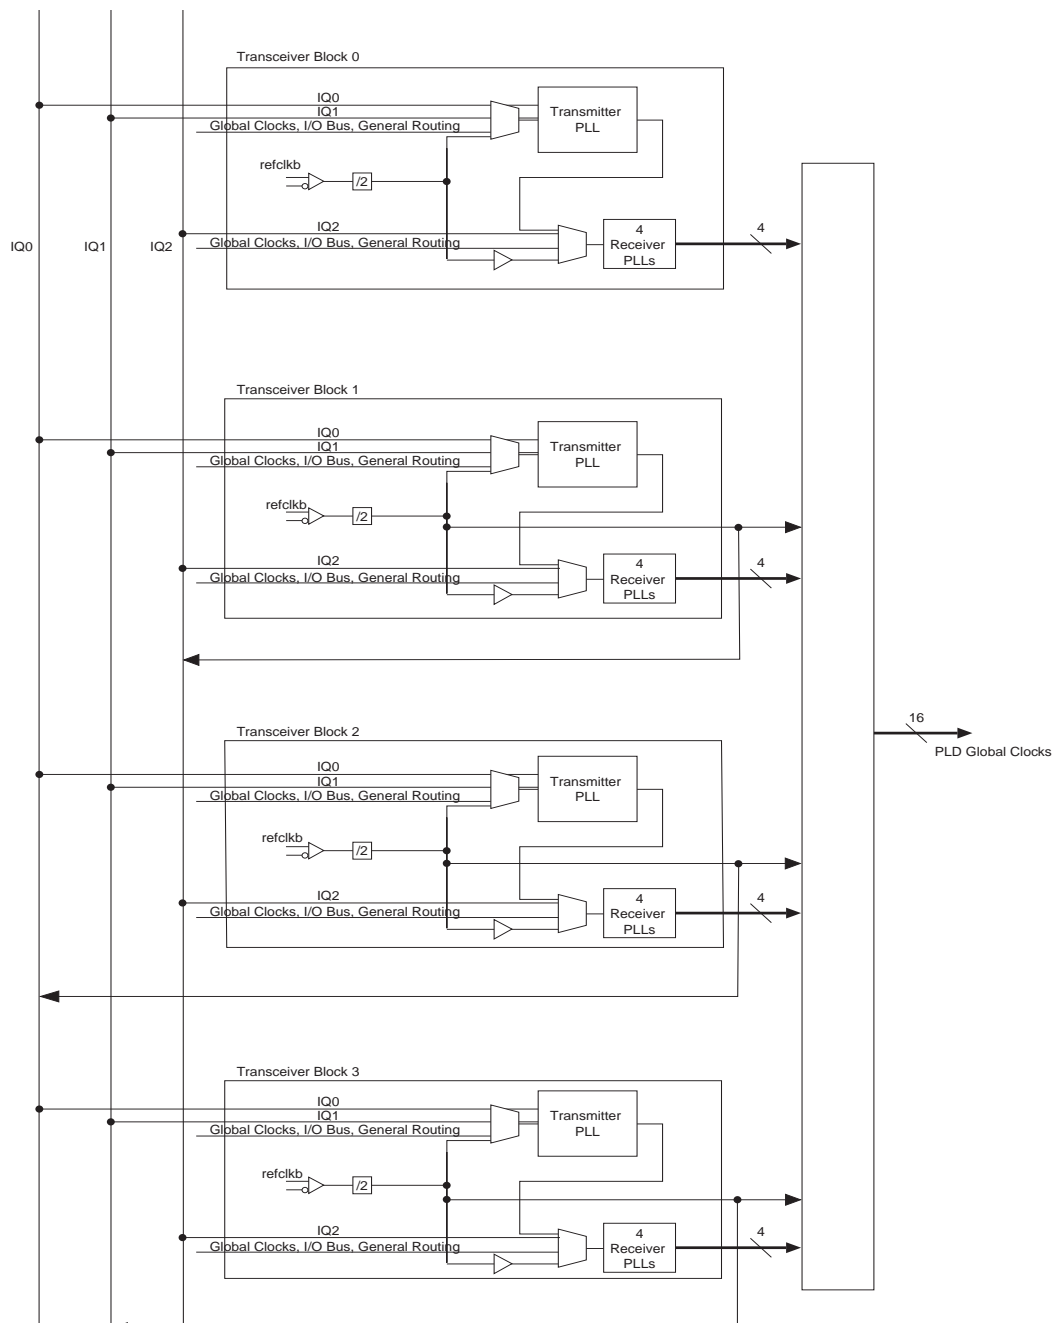 Transceiver Block 0
IQ0
IQ1
Global Clocks, I/O Bus, General Routing
Transmitter
PLL
refclkb
/2
IQ0
IQ1
IQ2
IQ2
Global Clocks, I/O Bus, General Routing
4
Receiver
PLLs
4
Transceiver Block 1
IQ0
IQ1
Global Clocks, I/O Bus, General Routing
Transmitter
PLL
refclkb
/2
IQ2
Global Clocks, I/O Bus, General Routing
4
Receiver
PLLs
4
16
PLD Global Clocks
Transceiver Block 2
IQ0
IQ1
Global Clocks, I/O Bus, General Routing
Transmitter
PLL
refclkb
/2
IQ2
Global Clocks, I/O Bus, General Routing
4
Receiver
PLLs
4
Transceiver Block 3
IQ0
IQ1
Global Clocks, I/O Bus, General Routing
Transmitter
PLL
refclkb
/2
IQ2
Global Clocks, I/O Bus, General Routing
4
Receiver
PLLs
4